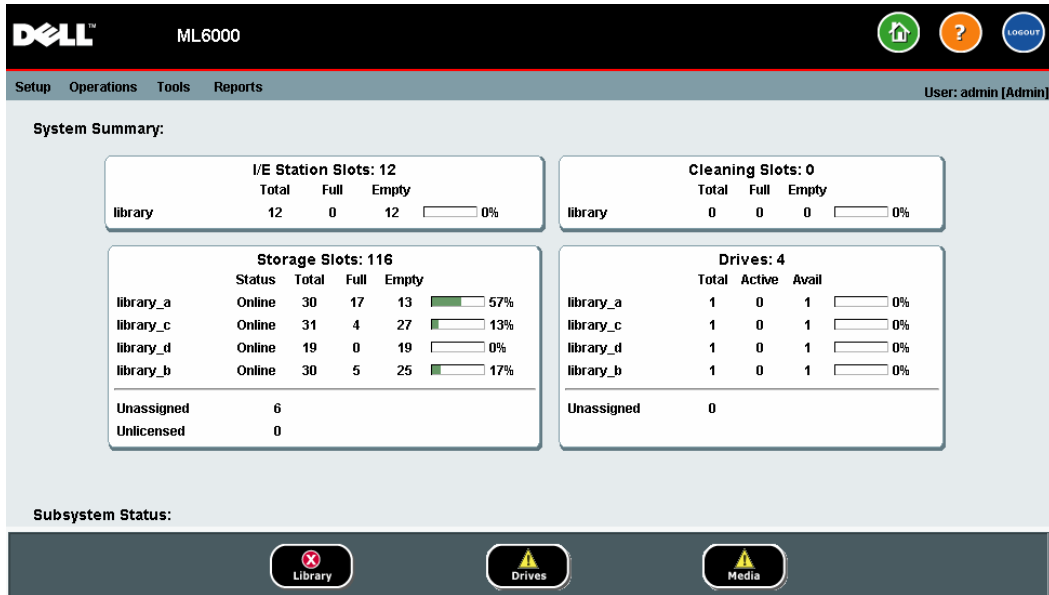 DELL™ ML6000 LOGOUT
Setup Operations Tools Reports User: admin [Admin]
System Summary:
I/E Station Slots: 12
Total Full Empty
library 12 0 12 0%
Cleaning Slots: 0
Total Full Empty
library 0 0 0 0%
Storage Slots: 116
Status Total Full Empty
library_a Online 30 17 13 57%
library_c Online 31 4 27 13%
library_d Online 19 0 19 0%
library_b Online 30 5 25 17%
Unassigned 6
Unlicensed 0
Drives: 4
Total Active Avail
library_a 1 0 1 0%
library_c 1 0 1 0%
library_d 1 0 1 0%
library_b 1 0 1 0%
Unassigned 0
Subsystem Status:
Library Drives Media